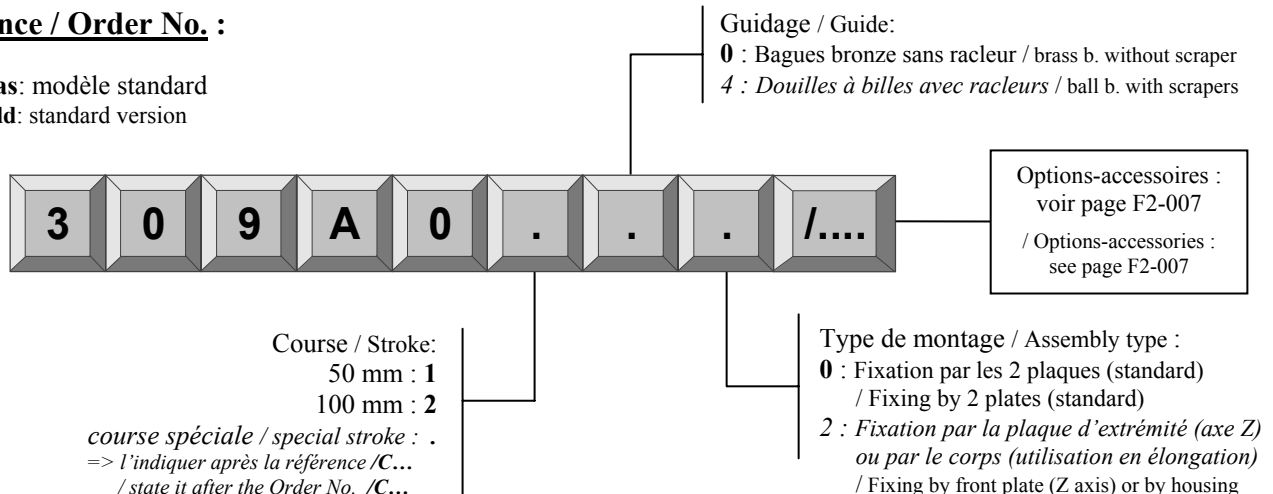 / Order No. :
: modèle standard
: standard version
Guidage / Guide:
0 : Bagues bronze sans racleur / brass b. without scraper
4 : Douilles à billes avec racleurs / ball b. with scrapers
3 0 9 A 0 . . . /....
Options-accessoires :
voir page F2-007
/ Options-accessories :
see page F2-007
Course / Stroke:
50 mm : 1
100 mm : 2
course spéciale / special stroke : .
=> l'indiquer après la référence /C…
/ state it after the Order No. /C…
Type de montage / Assembly type :
0 : Fixation par les 2 plaques (standard)
/ Fixing by 2 plates (standard)
2 : Fixation par la plaque d'extrémité (axe Z)
ou par le corps (utilisation en élongation)
/ Fixing by front plate (Z axis) or by housing